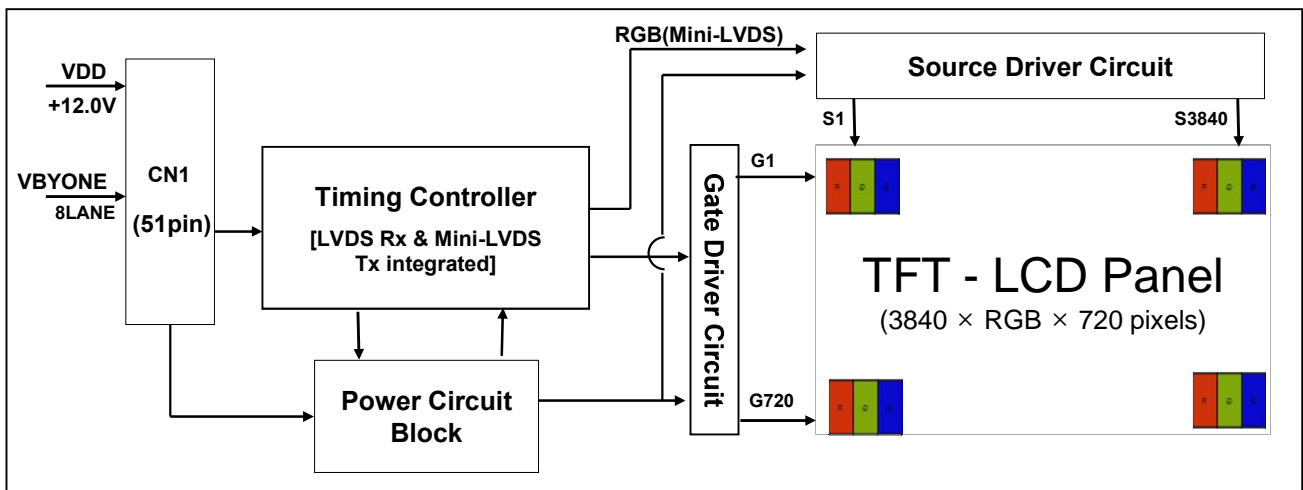 RGB(Mini-LVDS)
Source Driver Circuit
VDD
+12.0V
S1
S3840
CN1
(51pin)
VBYONE
8LANE
Timing Controller
[LVDS Rx & Mini-LVDS
Tx integrated]
Gate Driver Circuit
G1
G720
TFT - LCD Panel
(3840 × RGB × 720 pixels)
Power Circuit
Block